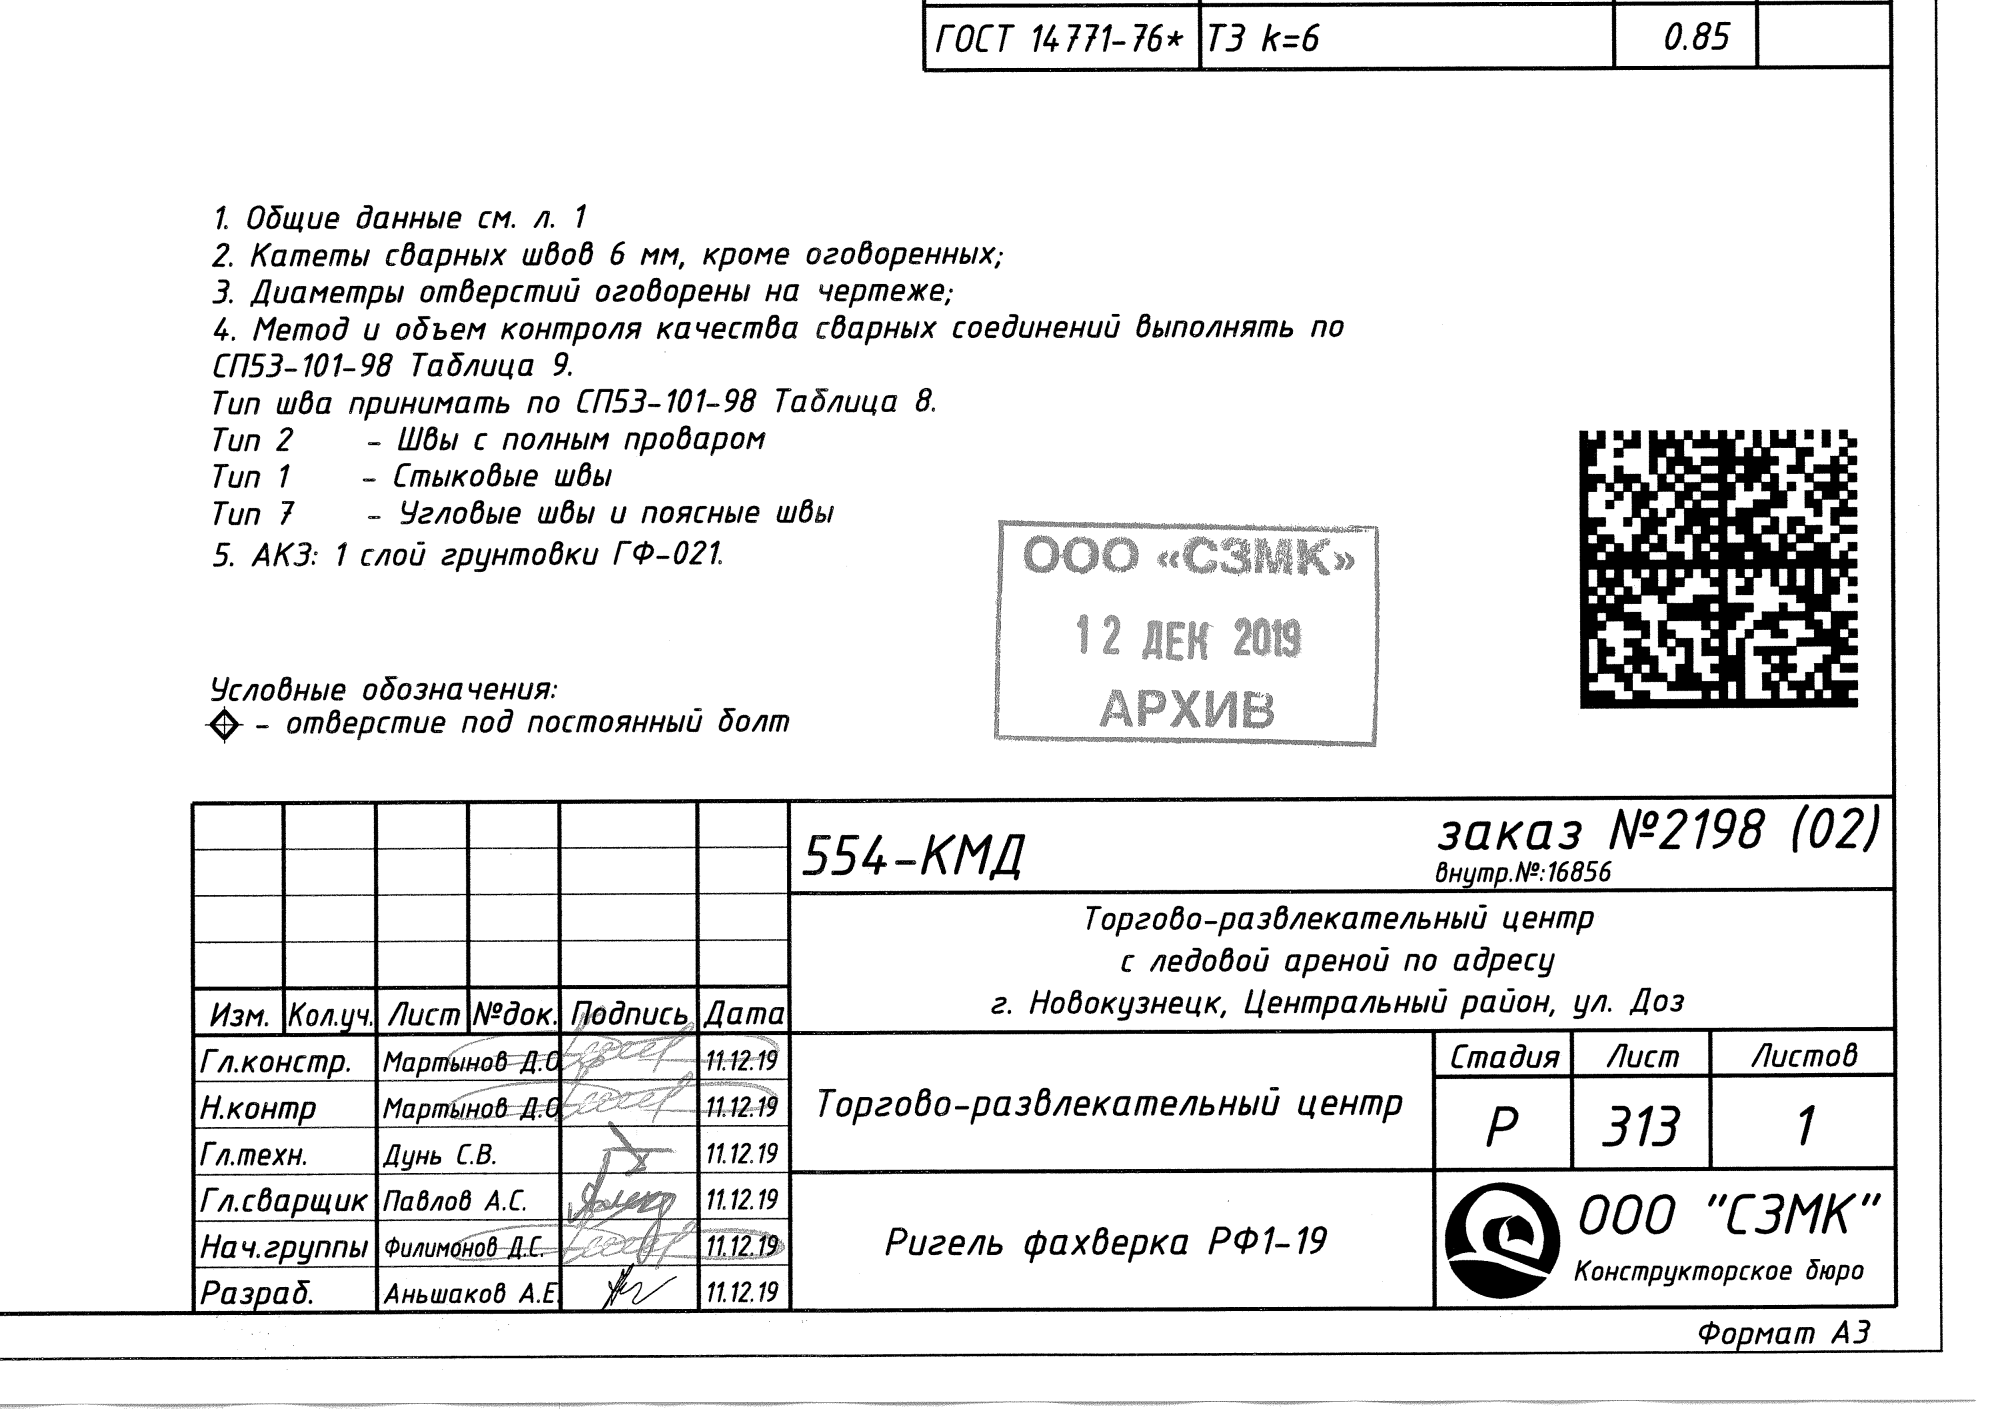 ГОСТ 14771-76* ТЗ k=6 0.85
1. Общие данные см. л. 1
2. Катеты сварных швов 6 мм, кроме оговоренных;
3. Диаметры отверстий оговорены на чертеже;
4. Метод и объем контроля качества сварных соединений выполнять по
СП53-101-98 Таблица 9.
Тип шва принимать по СП53-101-98 Таблица 8.
Тип 2 - Швы с полным проваром
Тип 1 - Стыковые швы
Тип 7 - Угловые швы и поясные швы
5. АКЗ: 1 слой грунтовки ГФ-021.
ООО «СЗМК»
12 ДЕК 2019
АРХИВ
Условные обозначения:
- отверстие под постоянный болт
554-КМД
заказ №2198 (02)
внутр.№:16856
Торгово-развлекательный центр
с ледовой ареной по адресу
г. Новокузнецк, Центральный район, ул. Доз
Изм. Кол.уч. Лист №док. Подпись Дата
Гл.констр. Мартынов Д.О 11.12.19
Н.контр Мартынов Д.О 11.12.19
Гл.техн. Дунь С.В. 11.12.19
Гл.сварщик Павлов А.С. 11.12.19
Нач.группы Филимонов Д.С. 11.12.19
Разраб. Аньшаков А.Е. 11.12.19
Торгово-развлекательный центр
Стадия Лист Листов
Р 313 1
Ригель фахверка РФ1-19
ООО "СЗМК"
Конструкторское бюро
Формат А3